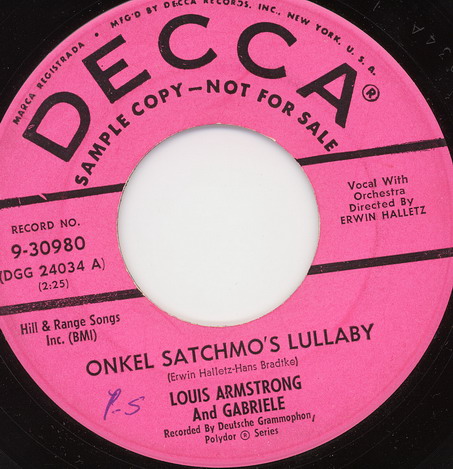 MARCA REGISTRADA • MFG'D BY DECCA RECORDS, INC., NEW YORK, U. S. A.
DECCA®
SAMPLE COPY—NOT FOR SALE
Vocal With
Orchestra
Directed By
ERWIN HALLETZ
RECORD NO.
9-30980
(DGG 24034 A)
(2:25)
Hill & Range Songs
Inc. (BMI)
ONKEL SATCHMO'S LULLABY
(Erwin Halletz-Hans Bradtke)
LOUIS ARMSTRONG
And GABRIELE
Recorded By Deutsche Grammophon,
Polydor ® Series